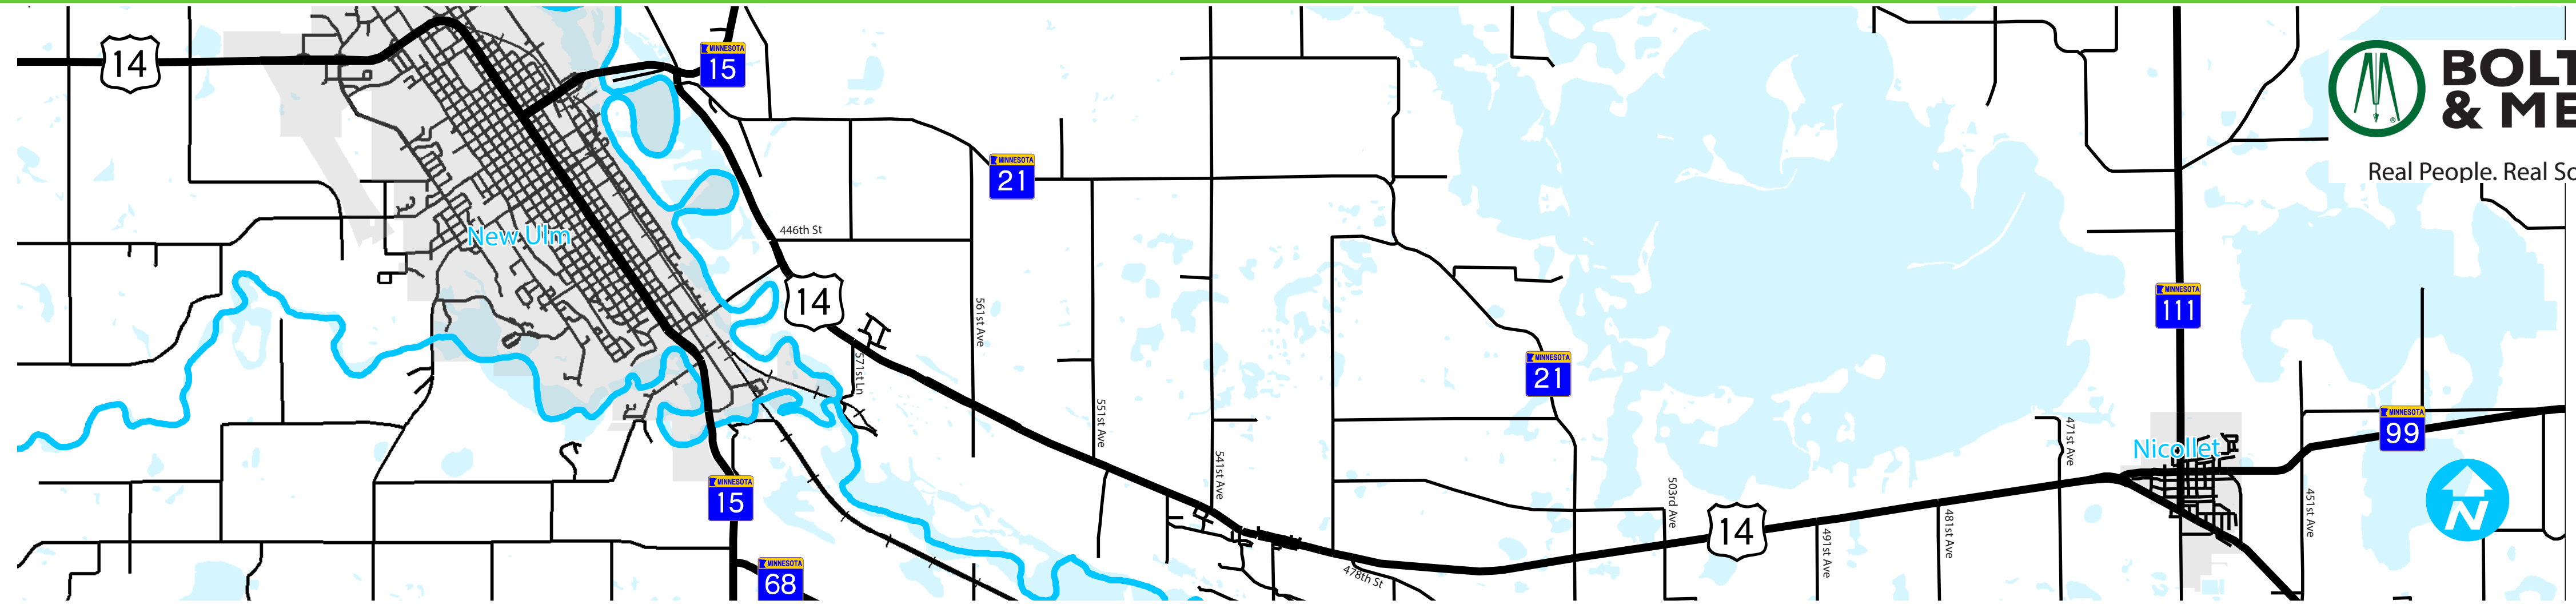 14
MINNESOTA
15
BOLT
& ME
Real People. Real So
MINNESOTA
21
446th St
New Ulm
14
561st Ave
571st Ln
MINNESOTA
111
MINNESOTA
21
551st Ave
541st Ave
503rd Ave
471st Ave
Nicollet
MINNESOTA
99
MINNESOTA
15
14
491st Ave
481st Ave
451st Ave
N
478th St
MINNESOTA
68